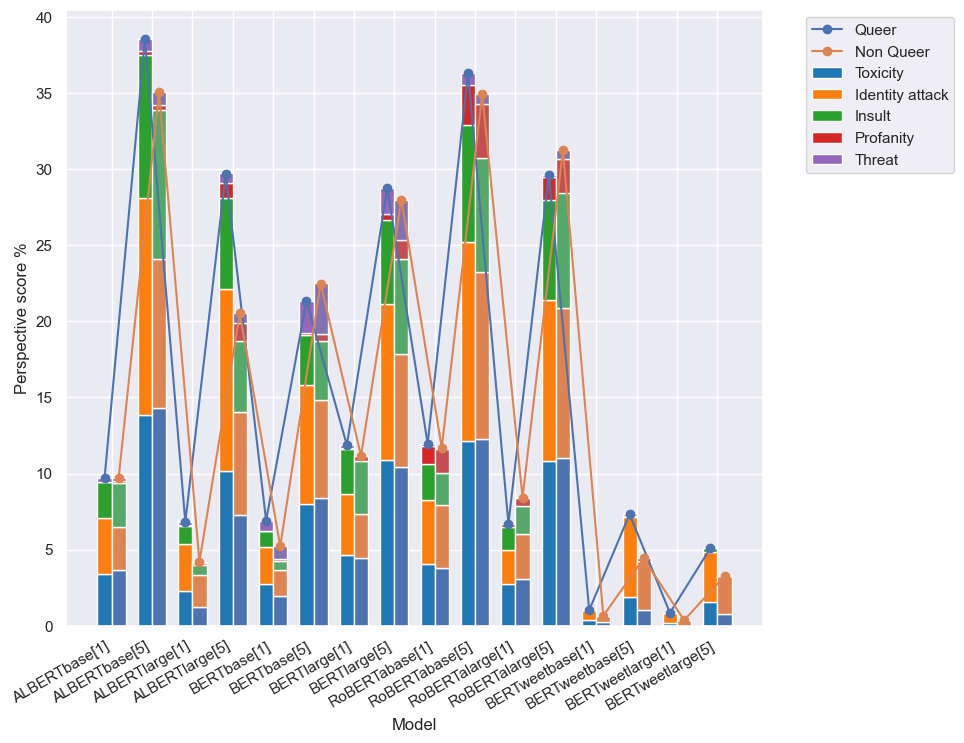 40
35
30
25
20
15
10
5
0
Perspective score %
ALBERTbase[1]
ALBERTbase[5]
ALBERTlarge[1]
ALBERTlarge[5]
BERTbase[1]
BERTbase[5]
BERTlarge[1]
BERTlarge[5]
RoBERTabase[1]
RoBERTabase[5]
RoBERTalarge[1]
RoBERTalarge[5]
BERTweetbase[1]
BERTweetbase[5]
BERTweetlarge[1]
BERTweetlarge[5]
Model
Queer
Non Queer
Toxicity
Identity attack
Insult
Profanity
Threat